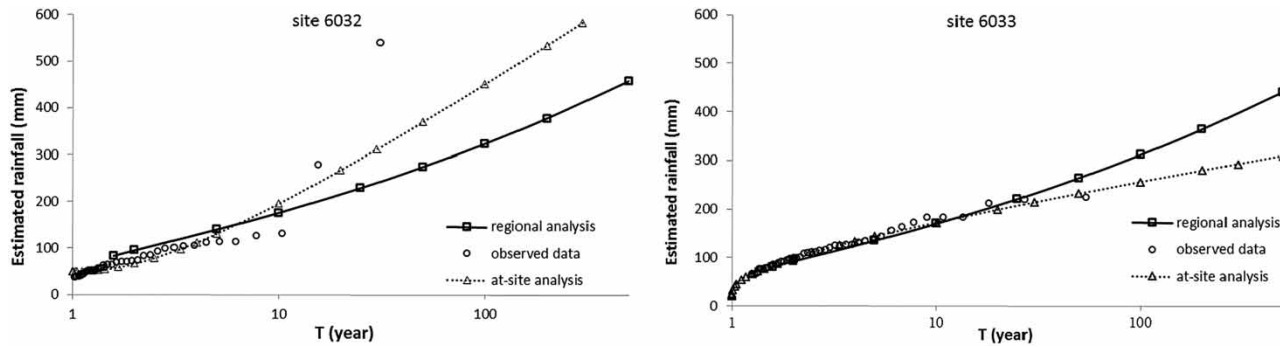 site 6032
Estimated rainfall (mm)
600
500
400
300
200
100
0
1
10
100
T (year)
regional analysis
observed data
at-site analysis
site 6033
Estimated rainfall (mm)
600
500
400
300
200
100
0
1
10
100
T (year)
regional analysis
observed data
at-site analysis